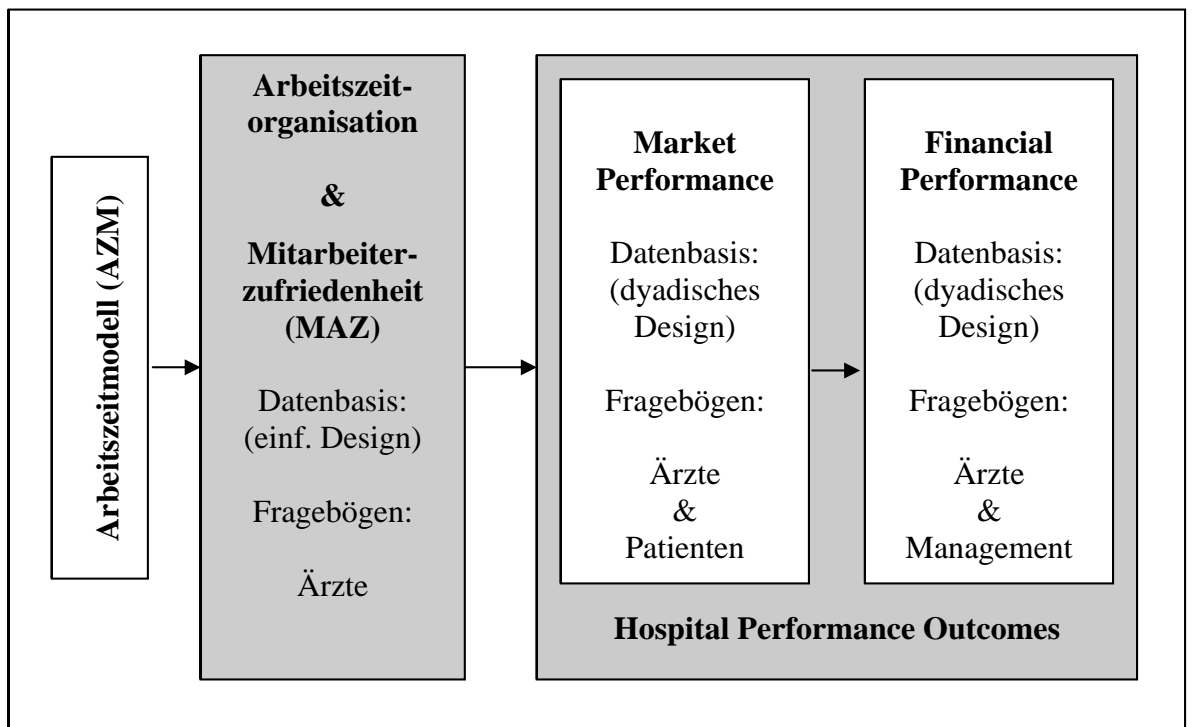 Arbeitszeitmodell (AZM)
Arbeitszeit-
organisation
&
Mitarbeiter-
zufriedenheit
(MAZ)
Datenbasis:
(einf. Design)
Fragebögen:
Ärzte
Market
Performance
Datenbasis:
(dyadisches
Design)
Fragebögen:
Ärzte
&
Patienten
Financial
Performance
Datenbasis:
(dyadisches
Design)
Fragebögen:
Ärzte
&
Management
Hospital Performance Outcomes